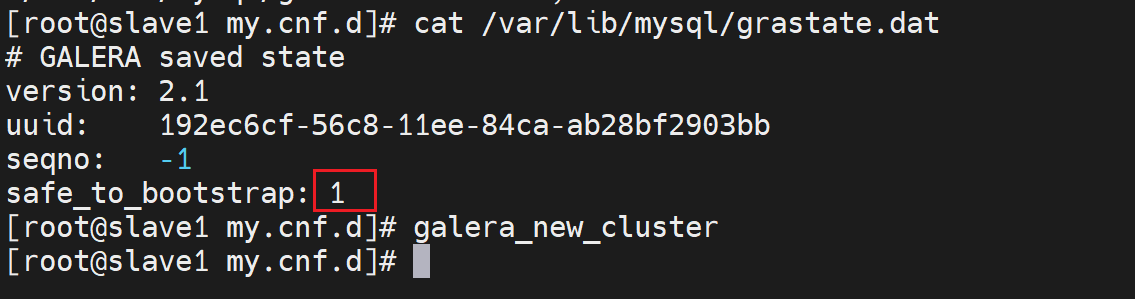 [root@slave1 my.cnf.d]# cat /var/lib/mysql/grastate.dat
# GALERA saved state
version: 2.1
uuid:    192ec6cf-56c8-11ee-84ca-ab28bf2903bb
seqno:   -1
safe_to_bootstrap: 1
[root@slave1 my.cnf.d]# galera_new_cluster
[root@slave1 my.cnf.d]#